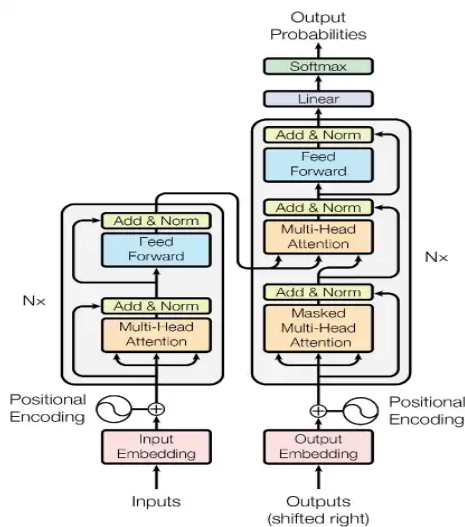 Output
Probabilities
Softmax
Linear
Add & Norm
Feed
Forward
Add & Norm
Multi-Head
Attention
Add & Norm
Masked
Multi-Head
Attention
Nx
Positional
Encoding
Output
Embedding
Outputs
(shifted right)
Add & Norm
Feed
Forward
Add & Norm
Multi-Head
Attention
Nx
Positional
Encoding
Input
Embedding
Inputs